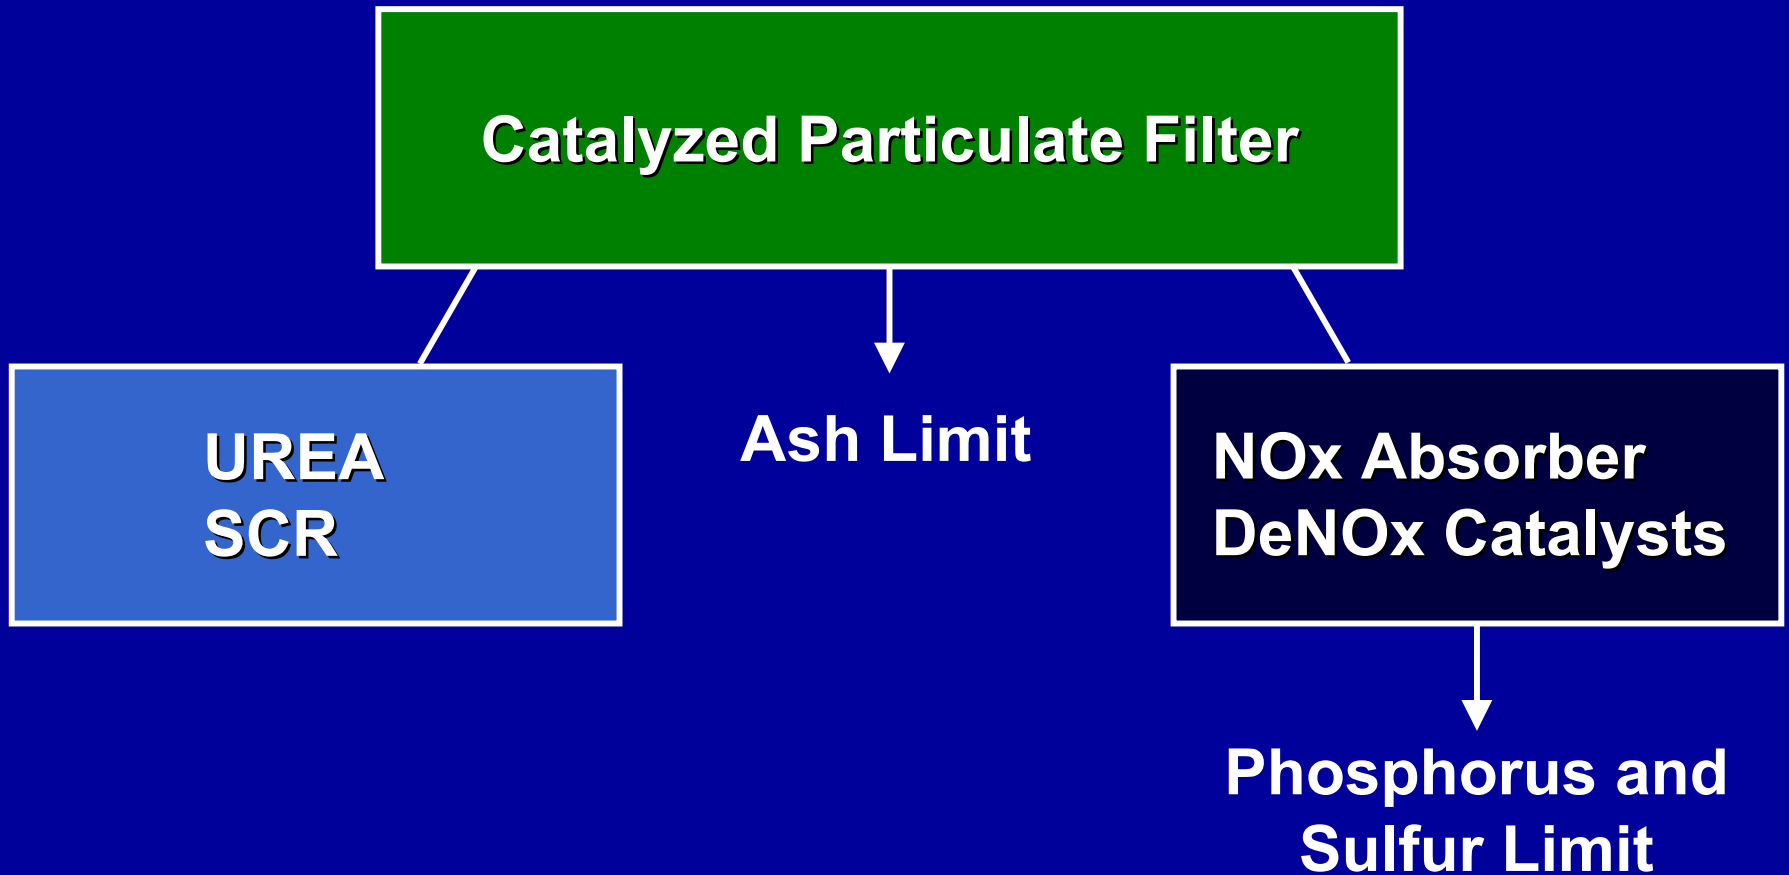 Catalyzed Particulate Filter
UREA
SCR
Ash Limit
NOx Absorber
DeNOx Catalysts
Phosphorus and
Sulfur Limit